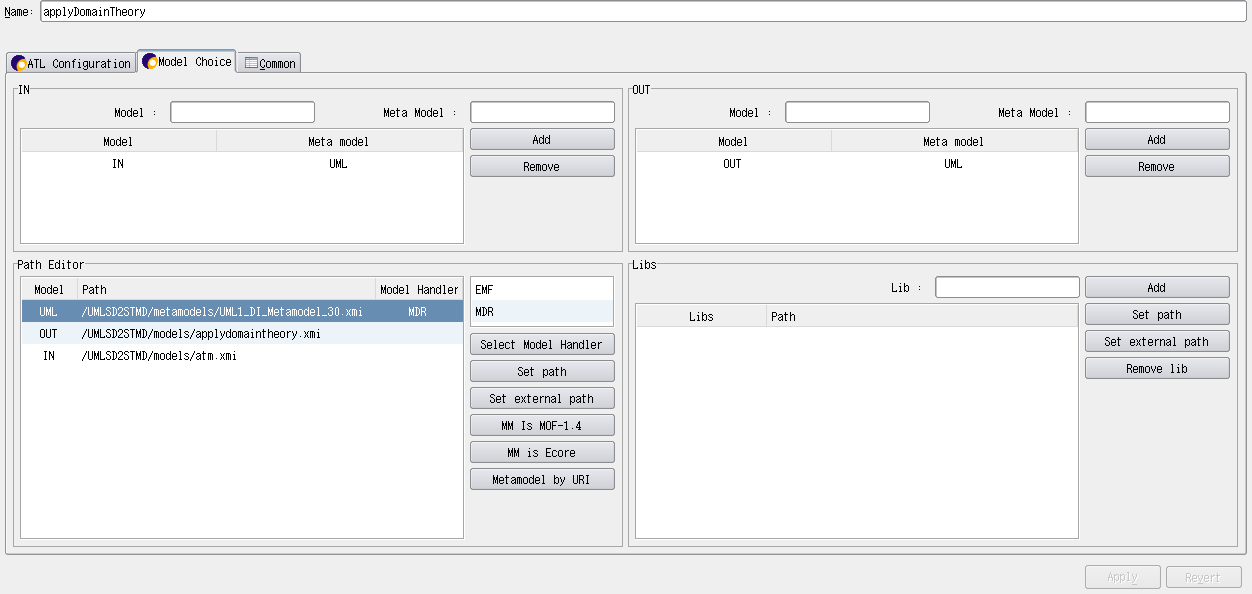 Name: applyDomainTheory
ATL Configuration Model Choice Common
IN
Model : Meta Model :
Model Meta model Add
IN UML Remove
OUT
Model : Meta Model :
Model Meta model Add
OUT UML Remove
Path Editor
Model Path Model Handler
UML /UMLSD2STMD/metamodels/UML1_DI_Metamodel_30.xmi MDR
OUT /UMLSD2STMD/models/applydomaintheory.xmi
IN /UMLSD2STMD/models/atm.xmi
EMF
MDR
Select Model Handler
Set path
Set external path
MM Is MOF-1.4
MM is Ecore
Metamodel by URI
Libs
Lib : Add
Libs Path Set path
Set external path
Remove lib
Apply Revert